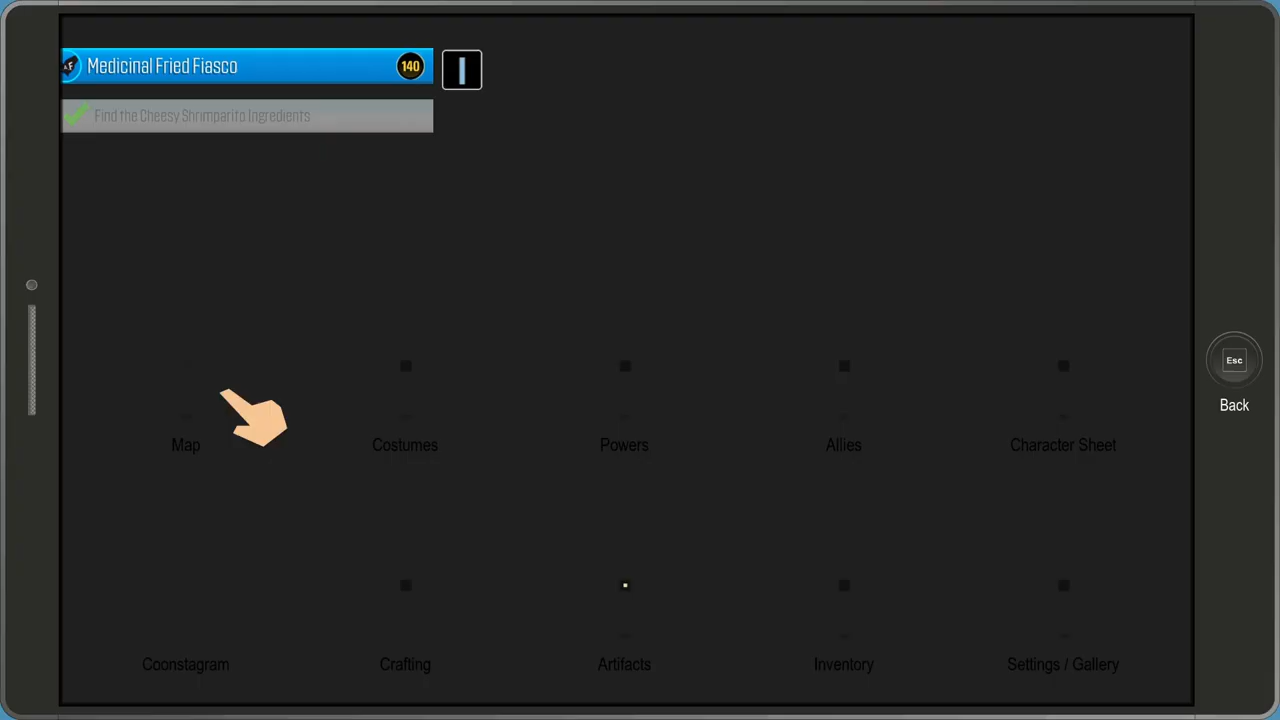 Medicinal Fried Fiasco 140
Find the Cheesy Shrimparito Ingredients
Esc
Back
Map Costumes Powers Allies Character Sheet
Coonstagram Crafting Artifacts Inventory Settings / Gallery